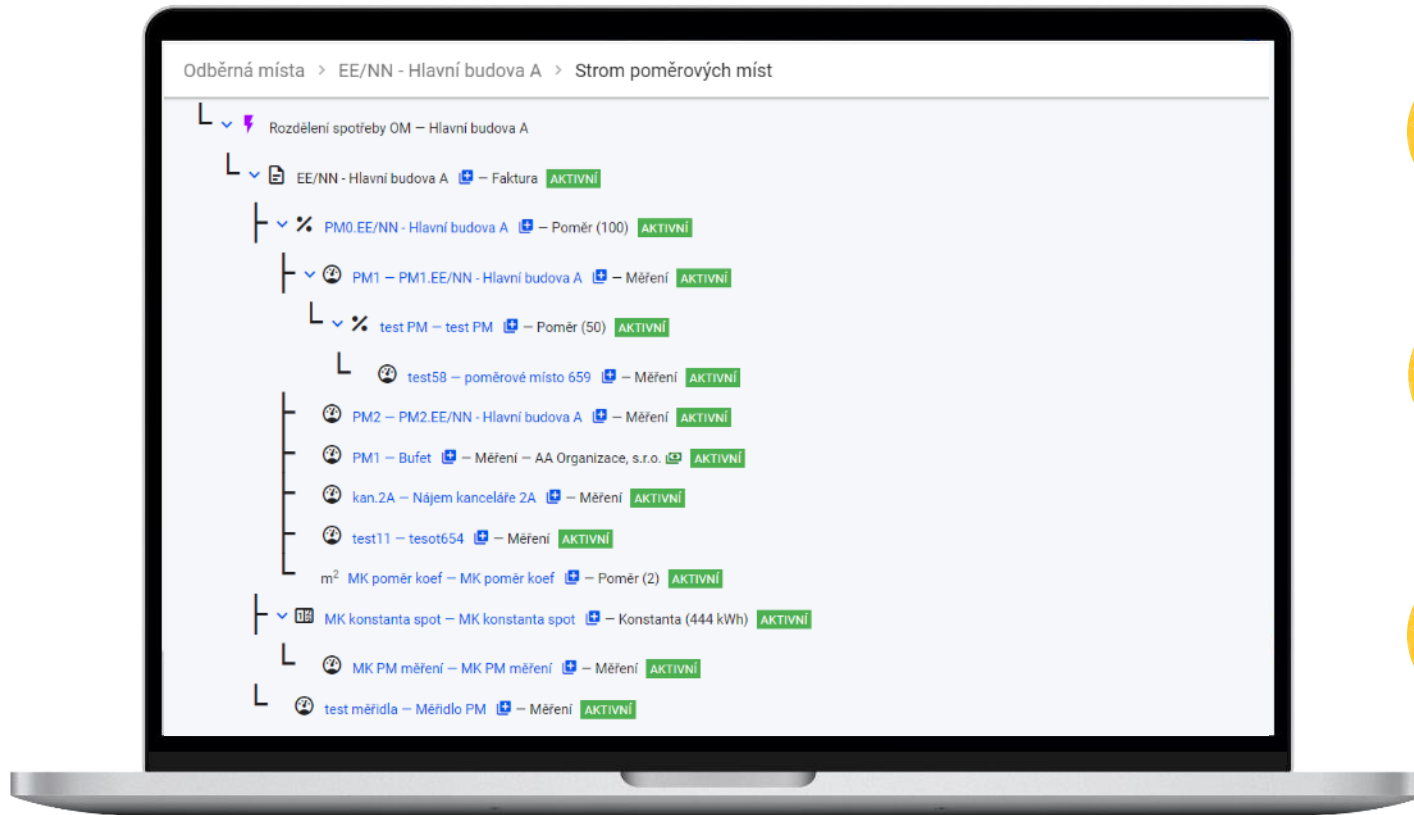 Odběrná místa > EE/NN - Hlavní budova A > Strom poměrových míst
Rozdělení spotřeby OM – Hlavní budova A
EE/NN - Hlavní budova A – Faktura AKTIVNÍ
PM0.EE/NN - Hlavní budova A – Poměr (100) AKTIVNÍ
PM1 – PM1.EE/NN - Hlavní budova A – Měření AKTIVNÍ
test PM – test PM – Poměr (50) AKTIVNÍ
test58 – poměrové místo 659 – Měření AKTIVNÍ
PM2 – PM2.EE/NN - Hlavní budova A – Měření AKTIVNÍ
PM1 – Bufet – Měření – AA Organizace, s.r.o. AKTIVNÍ
kan.2A – Nájem kanceláře 2A – Měření AKTIVNÍ
test11 – tesot654 – Měření AKTIVNÍ
m² MK poměr koef – MK poměr koef – Poměr (2) AKTIVNÍ
MK konstanta spot – MK konstanta spot – Konstanta (444 kWh) AKTIVNÍ
MK PM měření – MK PM měření – Měření AKTIVNÍ
test měřidla – Měřidlo PM – Měření AKTIVNÍ